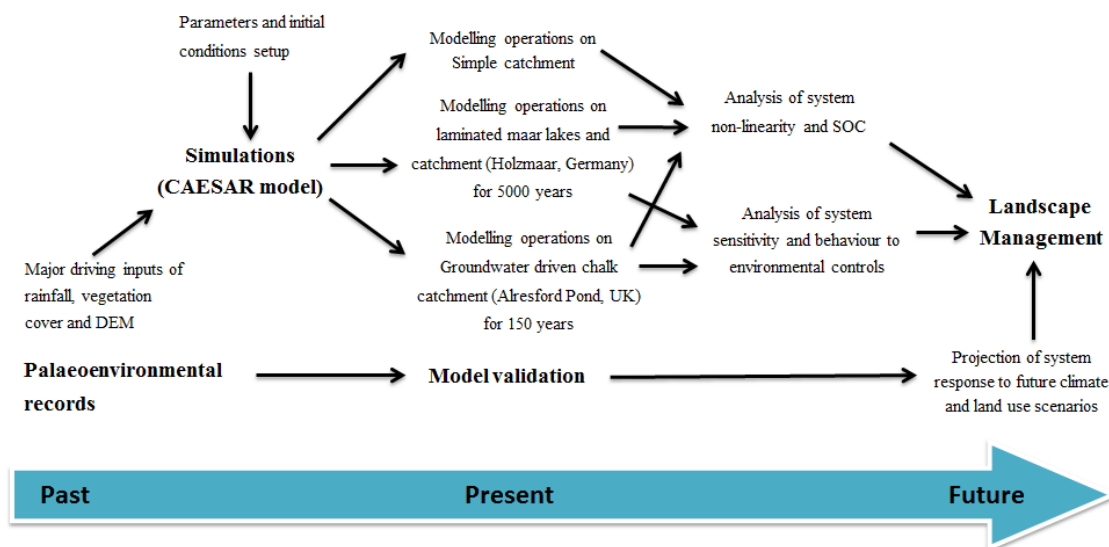 Parameters and initial
conditions setup
Simulations
(CAESAR model)
Major driving inputs of
rainfall, vegetation
cover and DEM
Palaeoenvironmental
records
Modelling operations on
Simple catchment
Modelling operations on
laminated maar lakes and
catchment (Holzmaar, Germany)
for 5000 years
Modelling operations on
Groundwater driven chalk
catchment (Alresford Pond, UK)
for 150 years
Model validation
Analysis of system
non-linearity and SOC
Analysis of system
sensitivity and behaviour to
environmental controls
Landscape
Management
Projection of system
response to future climate
and land use scenarios
Past
Present
Future